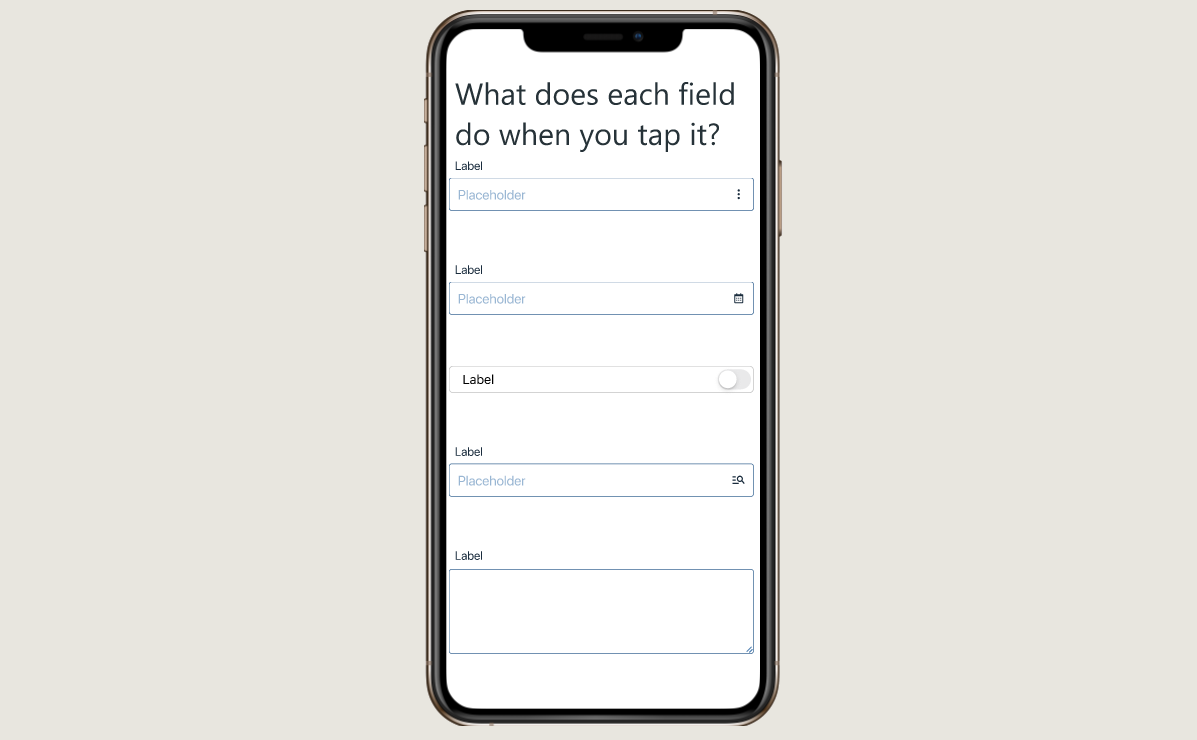 What does each field
do when you tap it?
Label
Placeholder
Label
Placeholder
Label
Label
Placeholder
Label